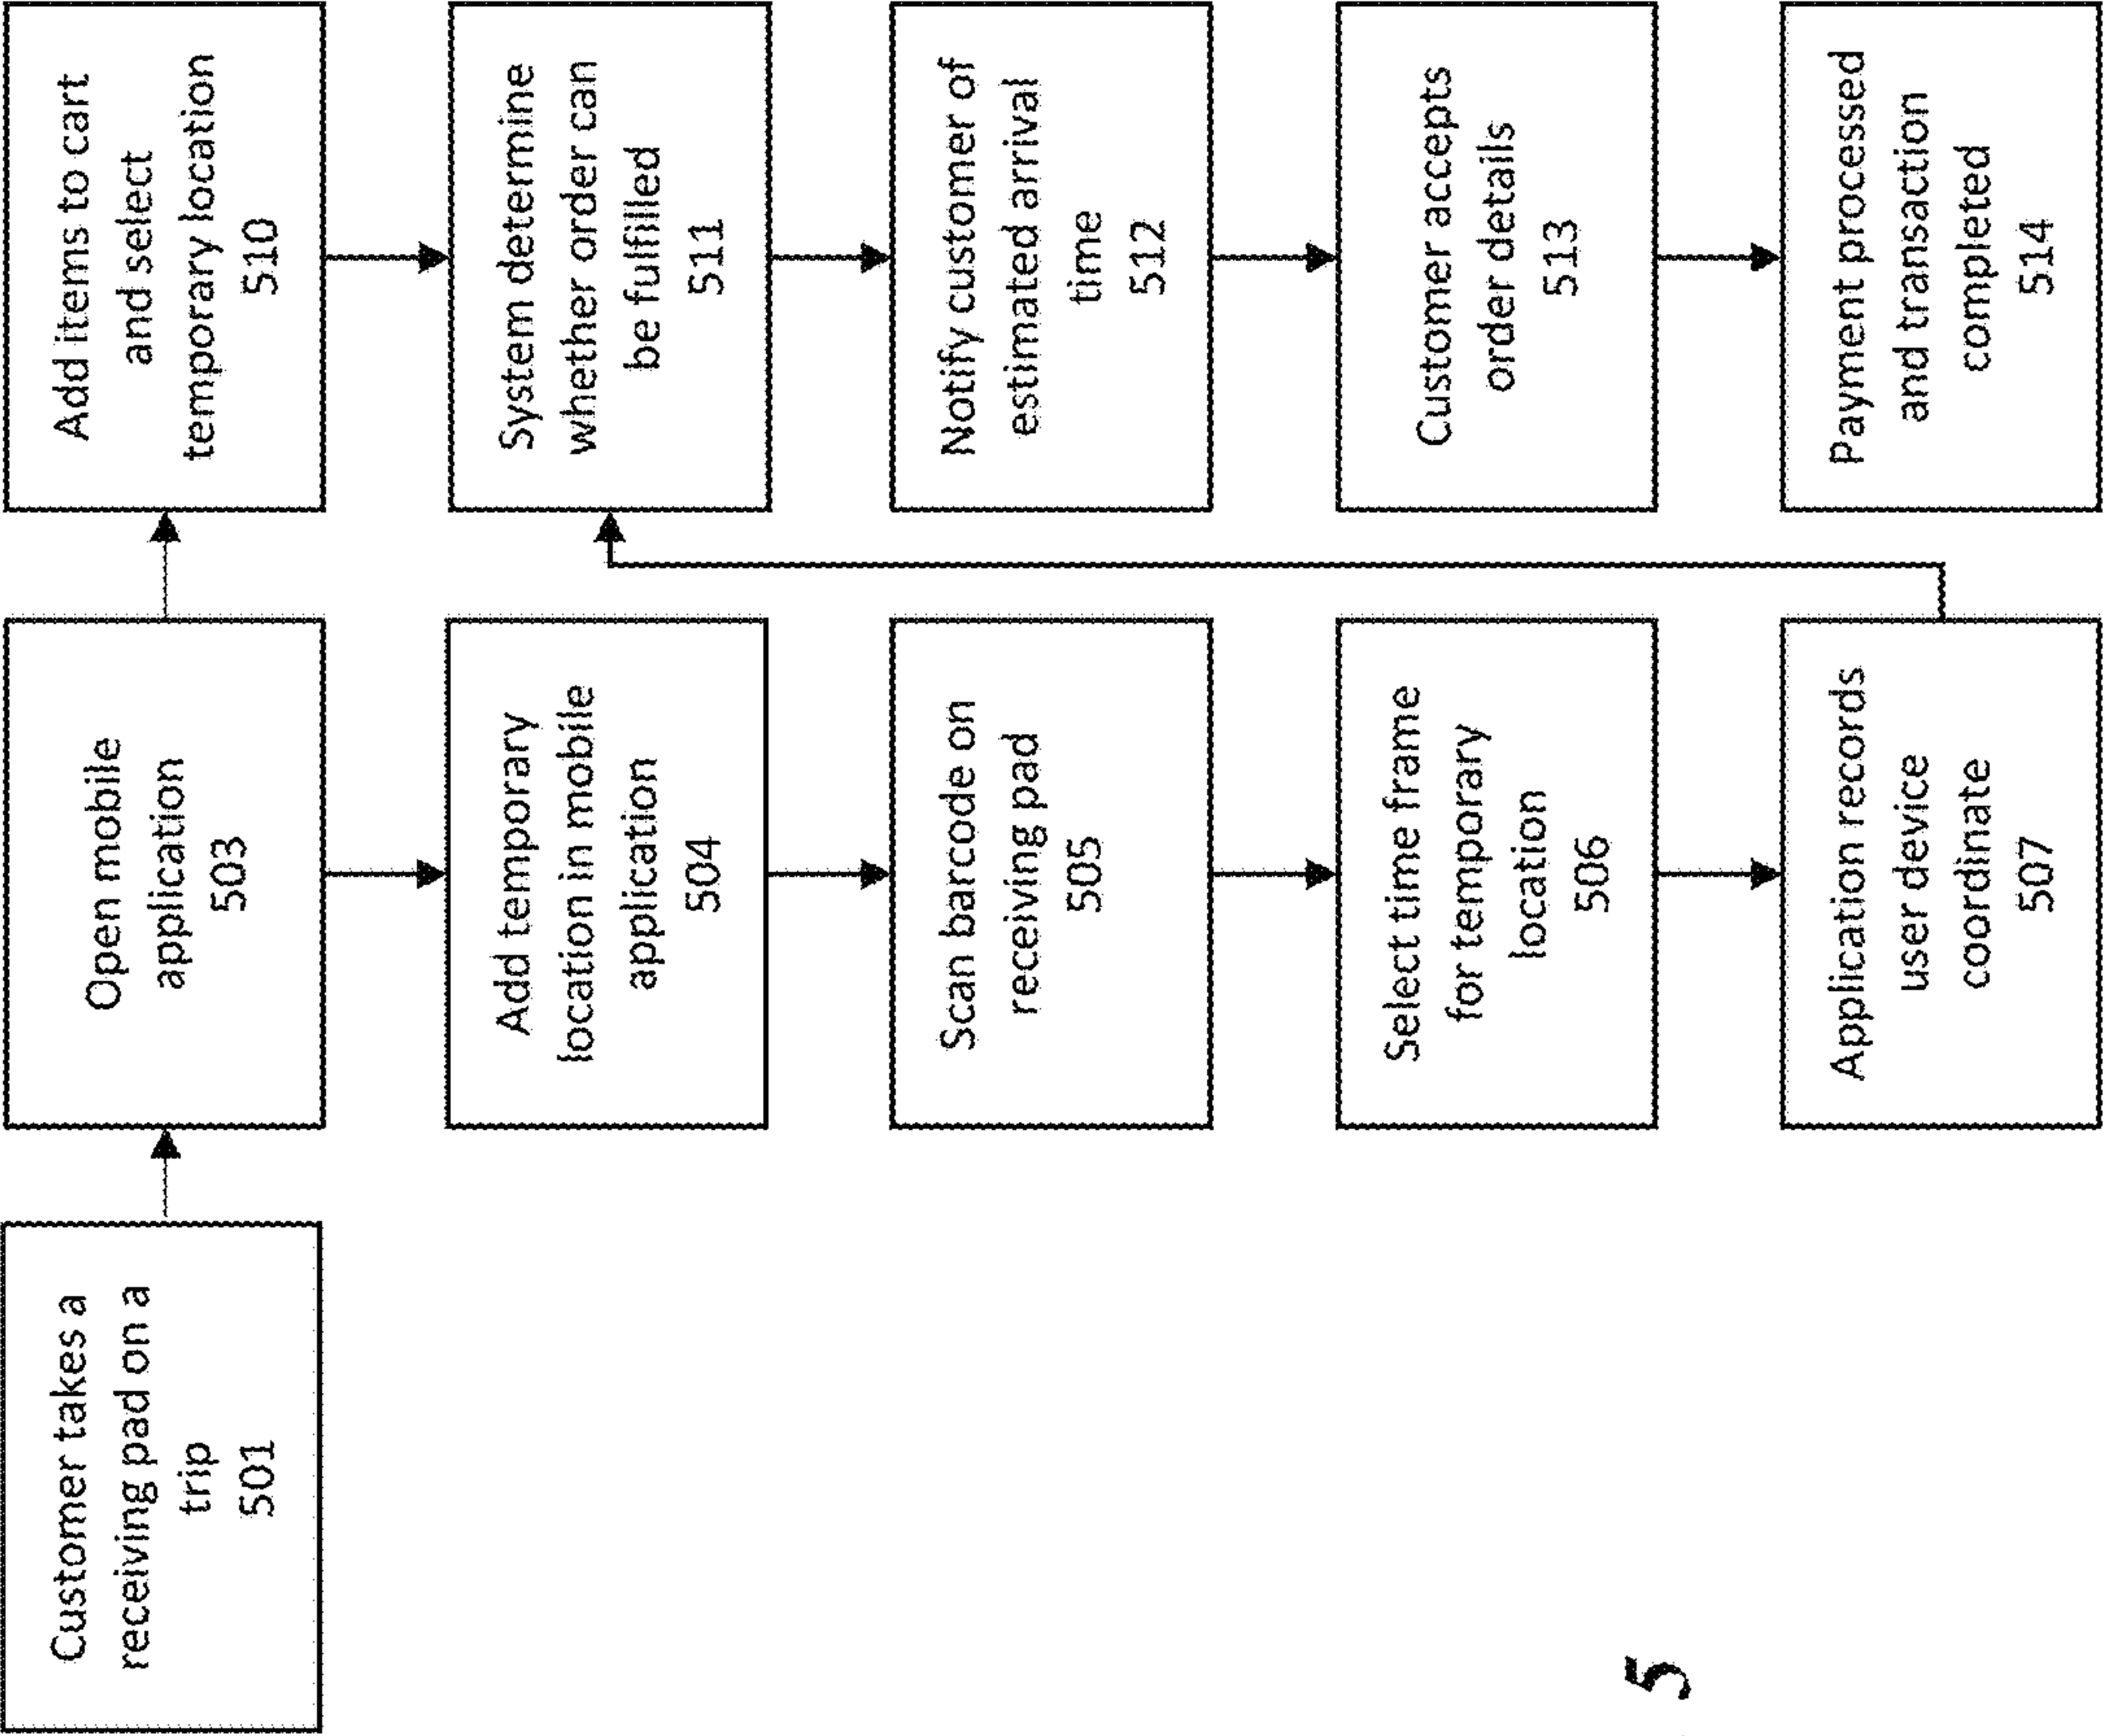 Customer takes a
receiving pad on a
trip
501
Open mobile
application
503
Add temporary
location in mobile
application
504
Scan barcode on
receiving pad
505
Select time frame
for temporary
location
506
Application records
user device
coordinate
507
Add items to cart
and select
temporary location
510
System determine
whether order can
be fulfilled
511
Notify customer of
estimated arrival
time
512
Custoner accepts
order details
513
Payment processed
and transaction
completed
514
5